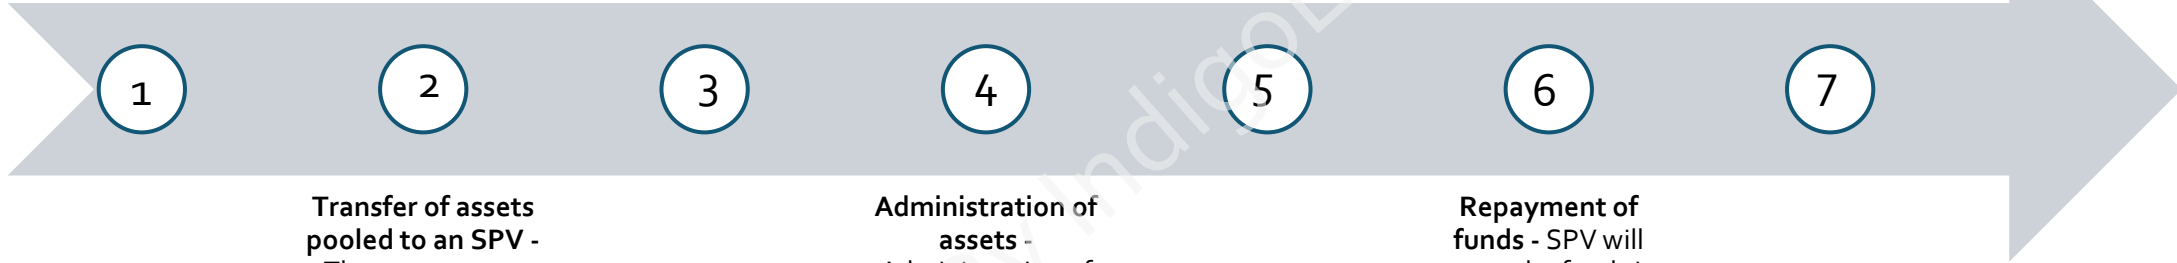 1 2 3 4 5 6 7
Transfer of assets
pooled to an SPV -
Administration of
assets -
Repayment of
funds - SPV will